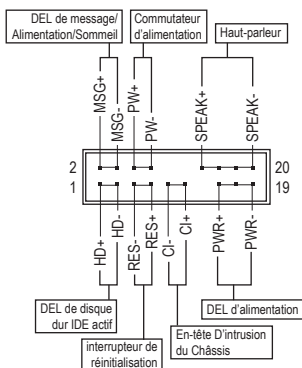 DEL de message/
Alimentation/Sommeil
Commutateur
d'alimentation
Haut-parleur
MSG+
MSG-
PW+
PW-
SPEAK+
SPEAK-
2
20
1
19
HD+
HD-
RES-
RES+
CI-
CI+
PWR+
PWR-
DEL de disque
dur IDE actif
interrupteur de
réinitialisation
En-tête D'intrusion
du Châssis
DEL d'alimentation